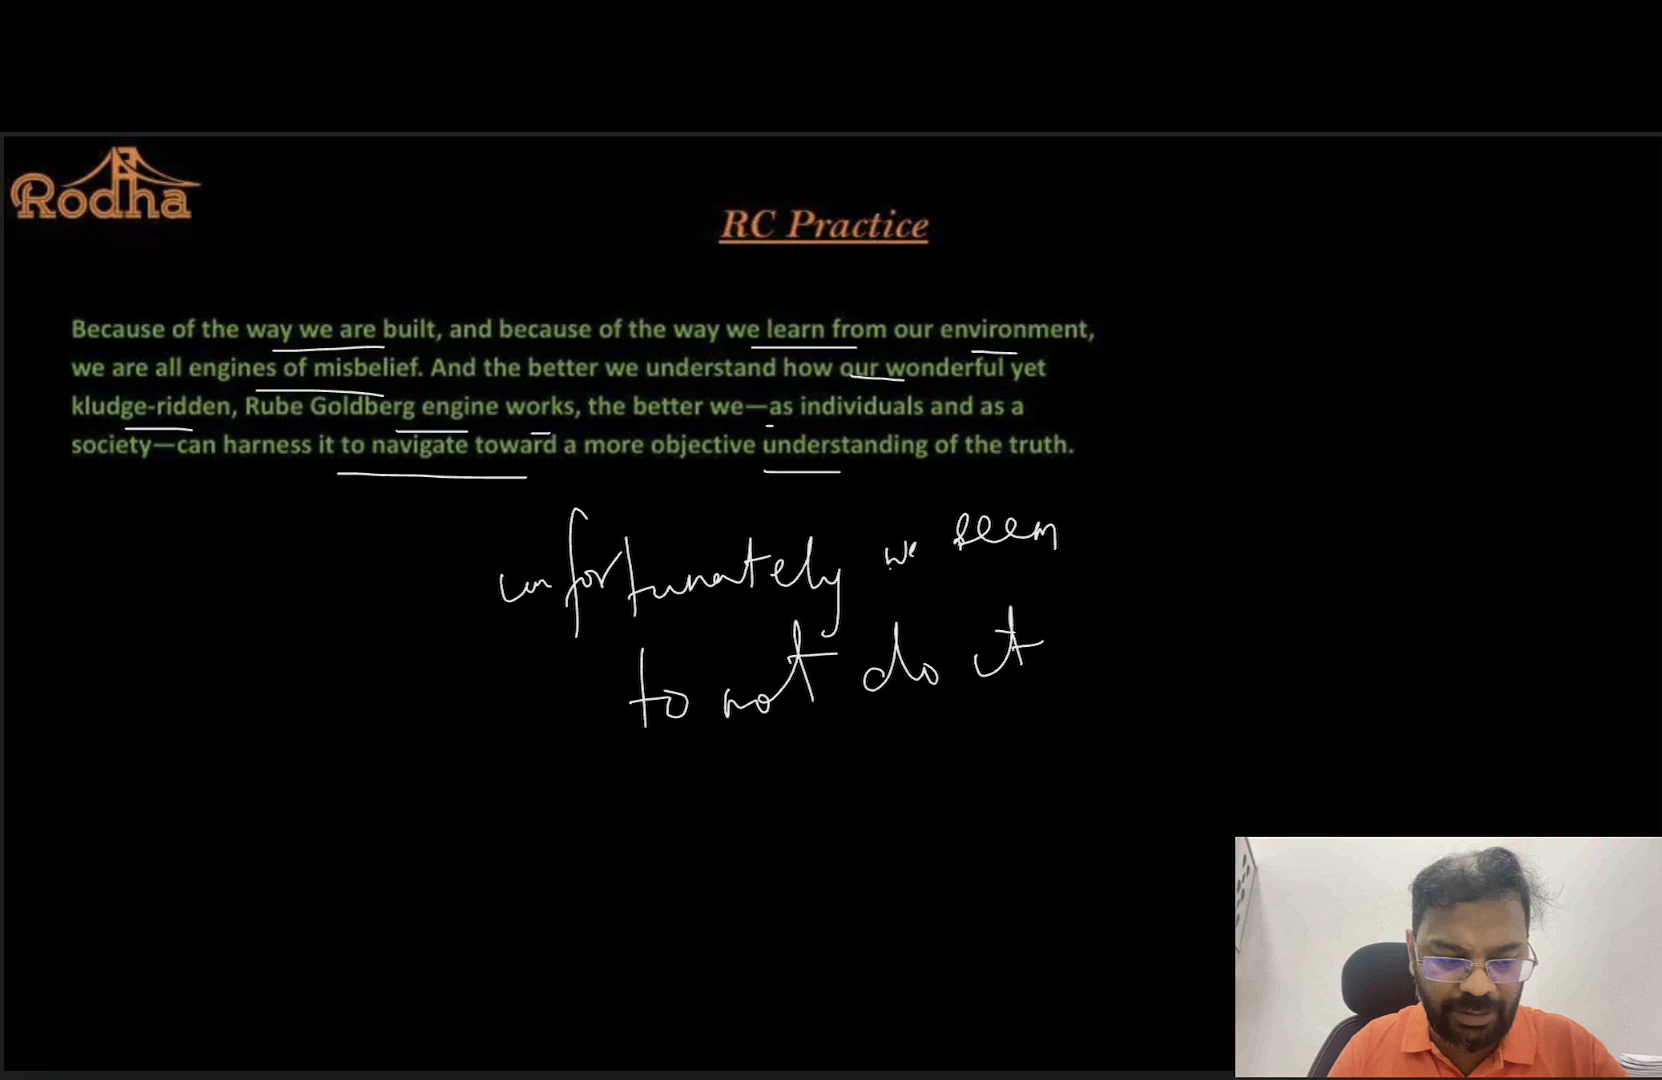 Rodha
RC Practice
Because of the way we are built, and because of the way we learn from our environment,
we are all engines of misbelief. And the better we understand how our wonderful yet
kludge-ridden, Rube Goldberg engine works, the better we—as individuals and as a
society—can harness it to navigate toward a more objective understanding of the truth.
unfortunately we seem
to not do it